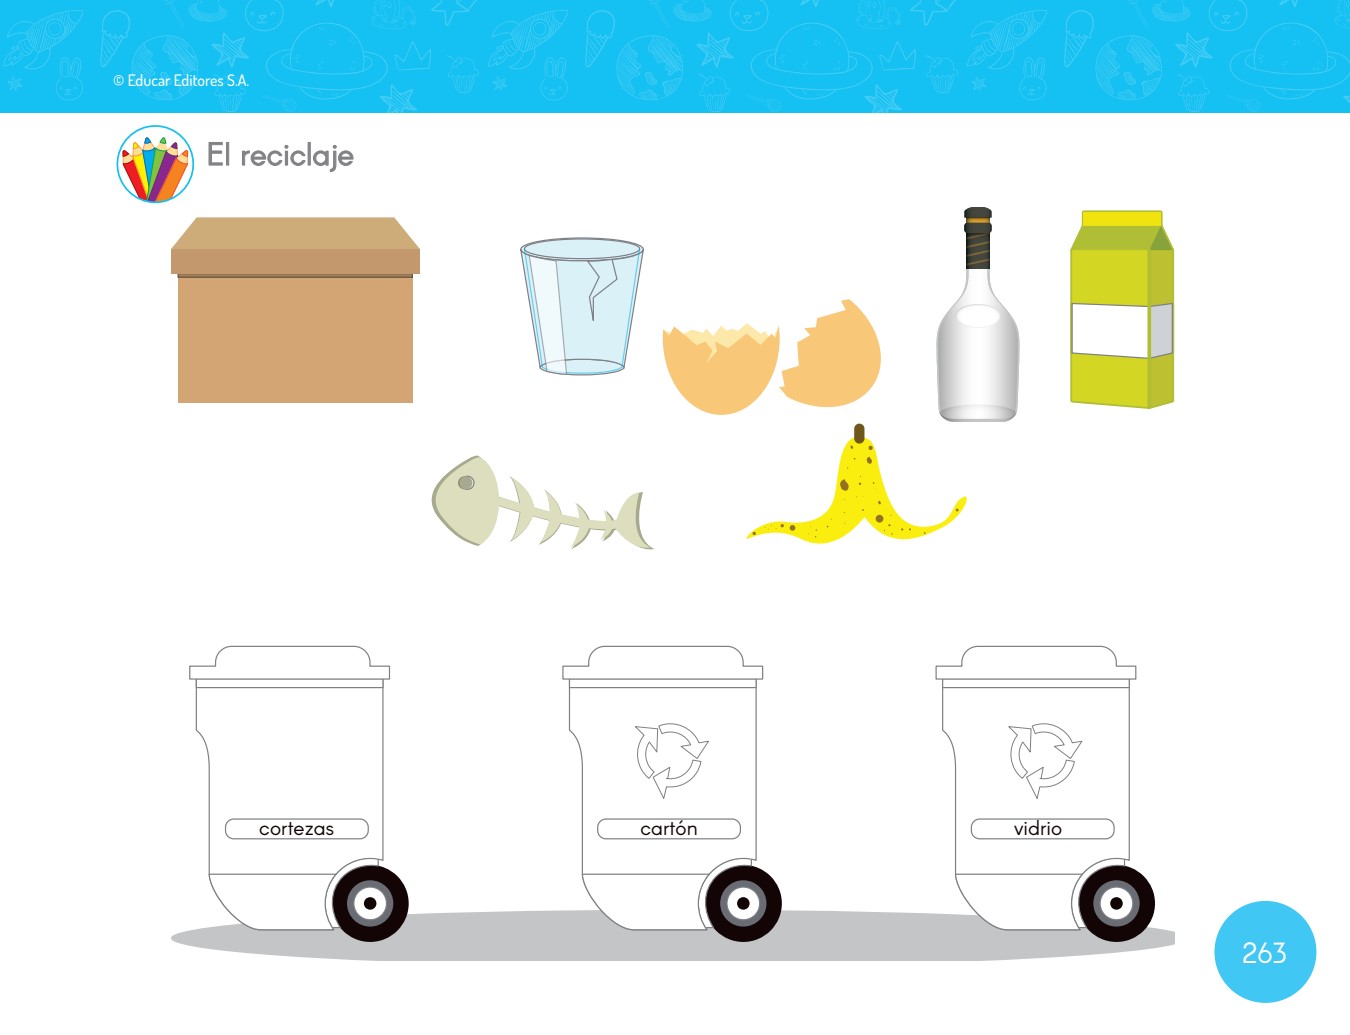 © Educar Editores S.A.
El reciclaje
cortezas
cartón
vidrio
263